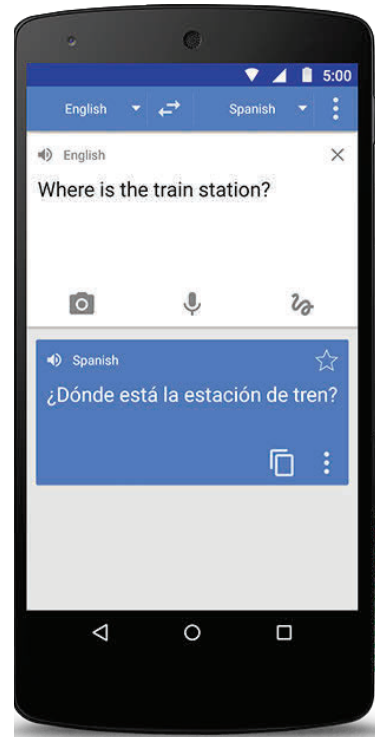 5:00
English Spanish
English
Where is the train station?
Spanish
¿Dónde está la estación de tren?